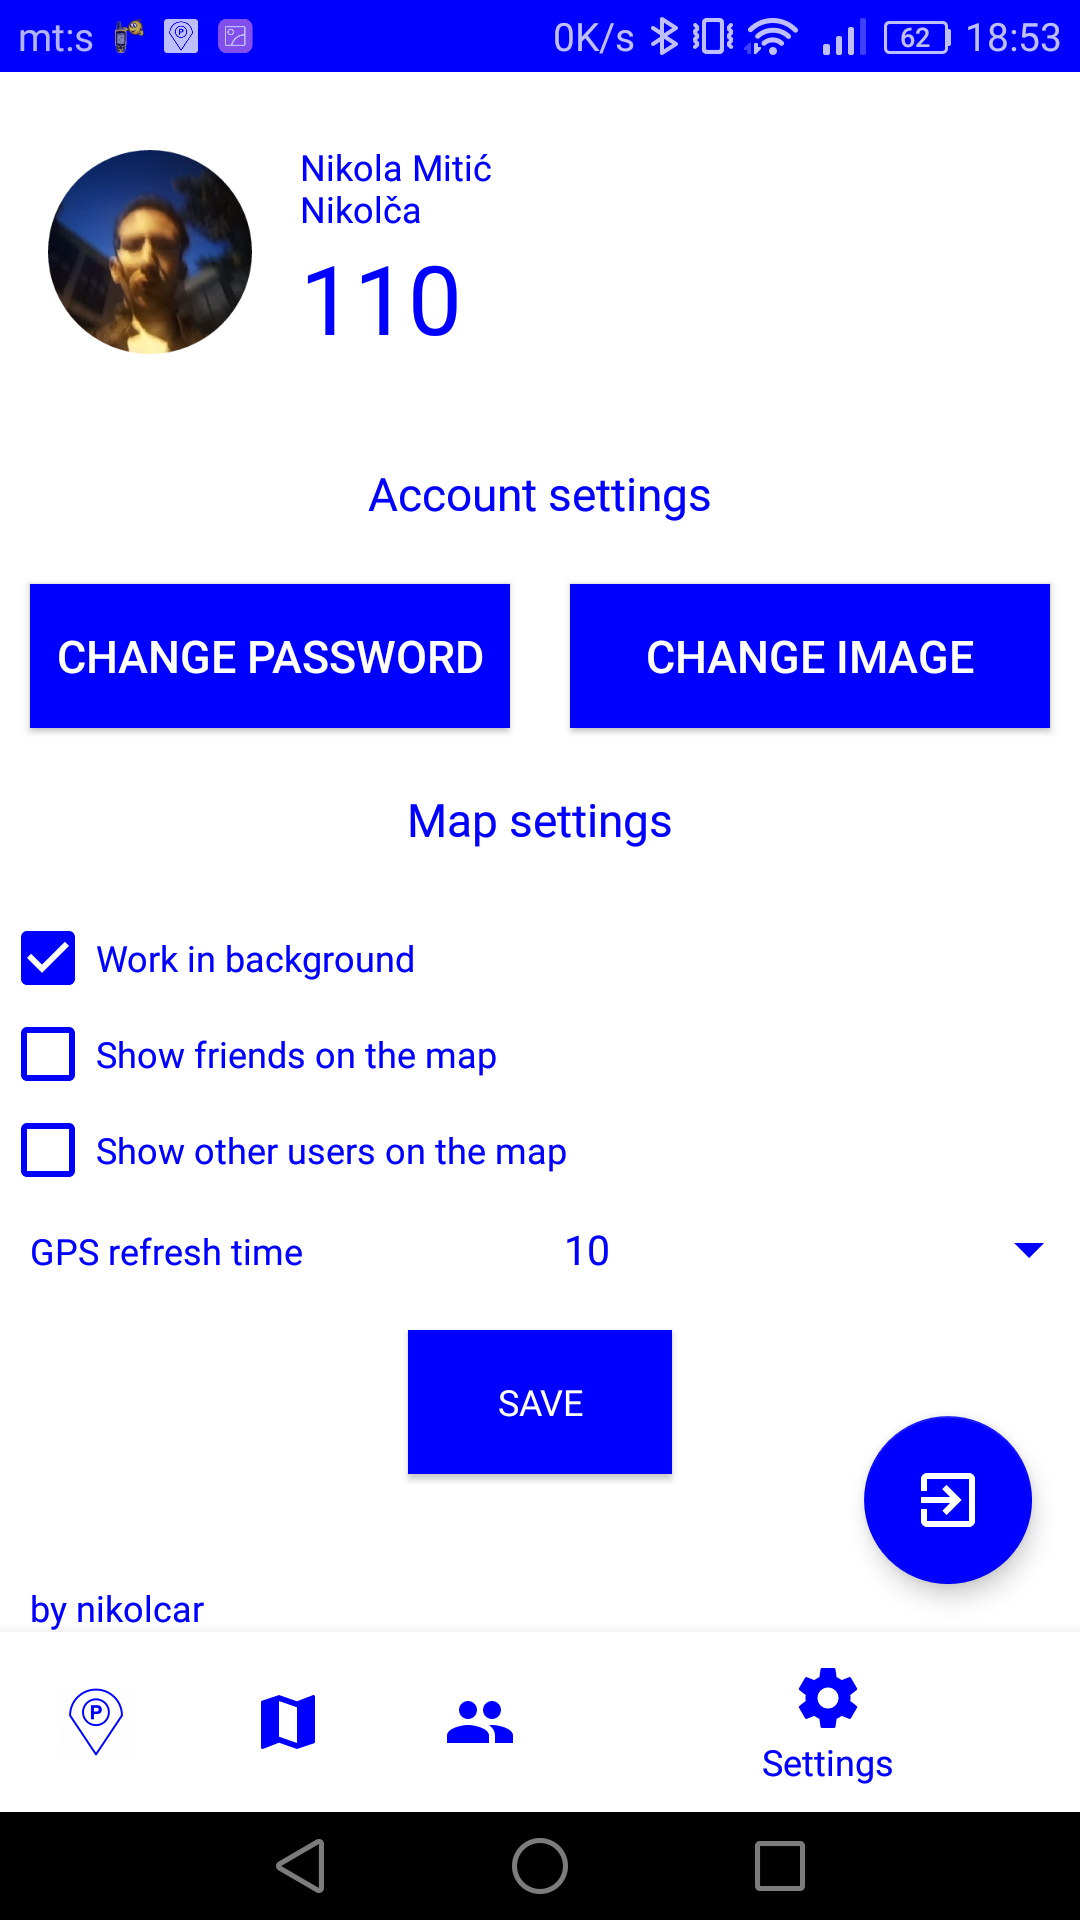 mt:s 0K/s 62 18:53
Nikola Mitić
Nikolča
110
Account settings
CHANGE PASSWORD CHANGE IMAGE
Map settings
Work in background
Show friends on the map
Show other users on the map
GPS refresh time 10
SAVE
by nikolcar
P
Settings